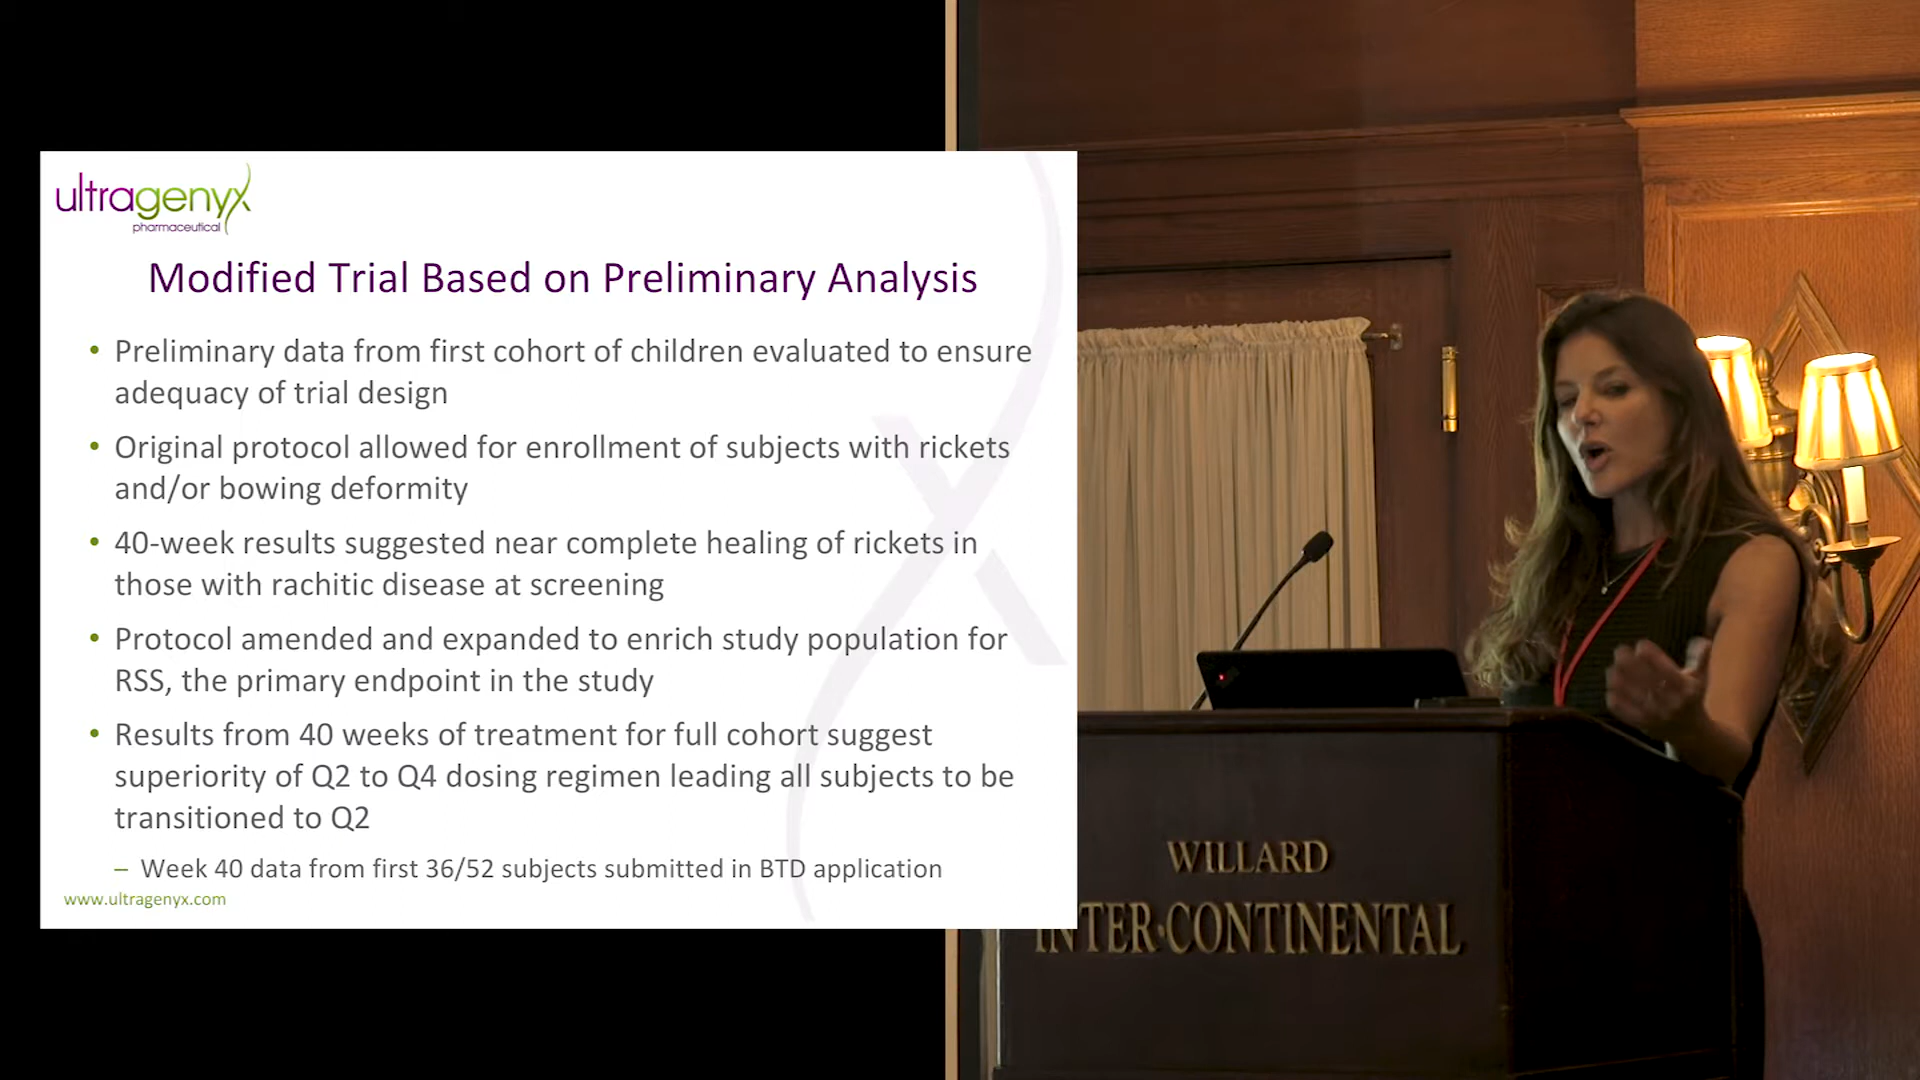 ultragenyx
pharmaceutical
Modified Trial Based on Preliminary Analysis
• Preliminary data from first cohort of children evaluated to ensure
adequacy of trial design
• Original protocol allowed for enrollment of subjects with rickets
and/or bowing deformity
• 40-week results suggested near complete healing of rickets in
those with rachitic disease at screening
• Protocol amended and expanded to enrich study population for
RSS, the primary endpoint in the study
• Results from 40 weeks of treatment for full cohort suggest
superiority of Q2 to Q4 dosing regimen leading all subjects to be
transitioned to Q2
– Week 40 data from first 36/52 subjects submitted in BTD application
www.ultragenyx.com
WILLARD
INTER·CONTINENTAL